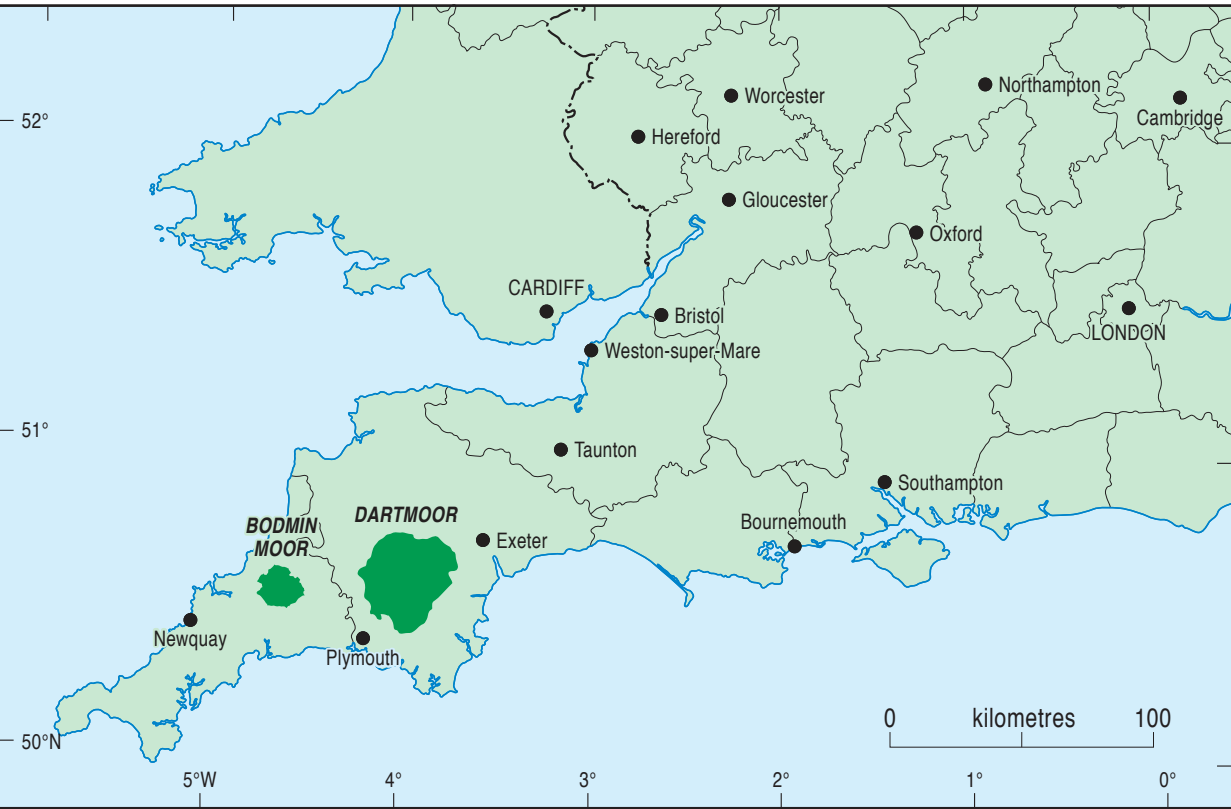 Northampton
Worcester
Cambridge
52°
Hereford
Gloucester
Oxford
CARDIFF
Bristol
LONDON
Weston-super-Mare
51°
Taunton
Southampton
DARTMOOR
Bournemouth
BODMIN
MOOR
Exeter
Newquay
Plymouth
0 kilometres 100
50°N
5°W 4° 3° 2° 1° 0°